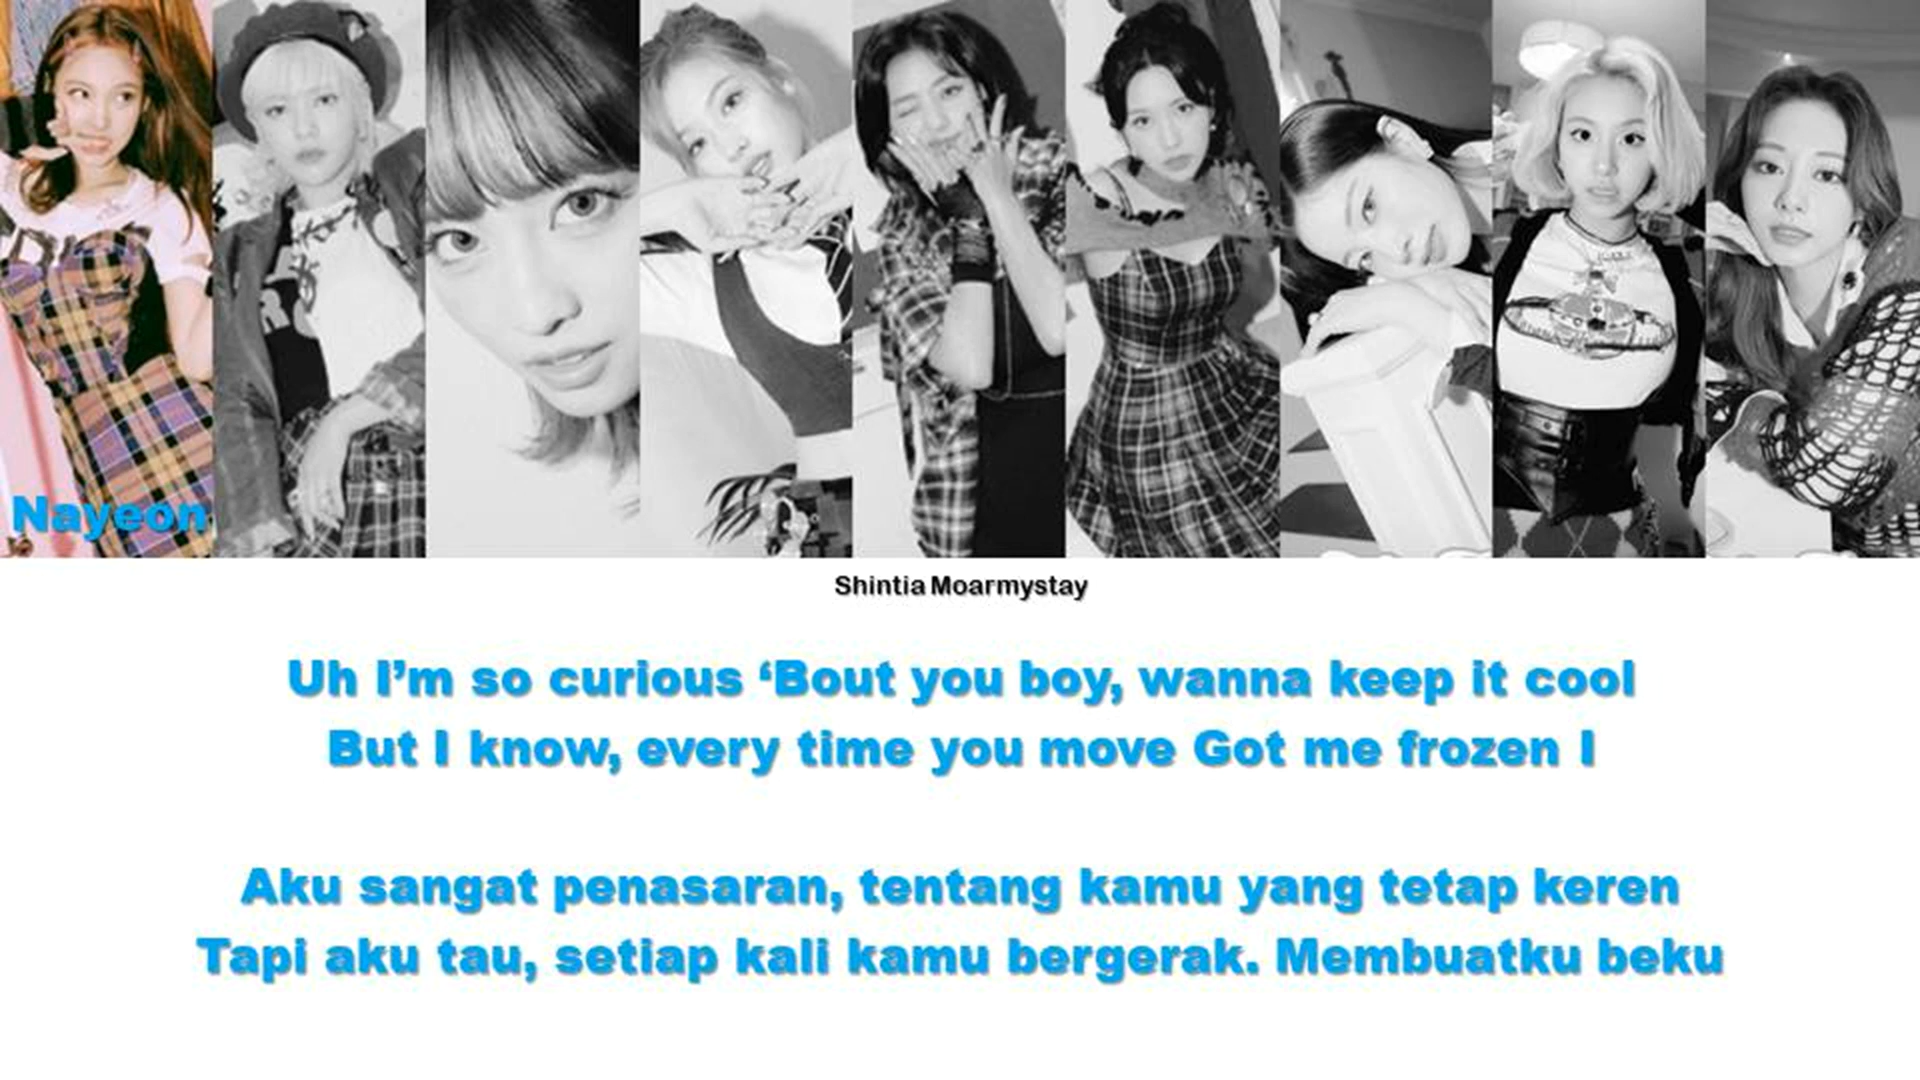 Nayeon
Shintia Moarmystay
Uh I’m so curious ‘Bout you boy, wanna keep it cool
But I know, every time you move Got me frozen I
Aku sangat penasaran, tentang kamu yang tetap keren
Tapi aku tau, setiap kali kamu bergerak. Membuatku beku